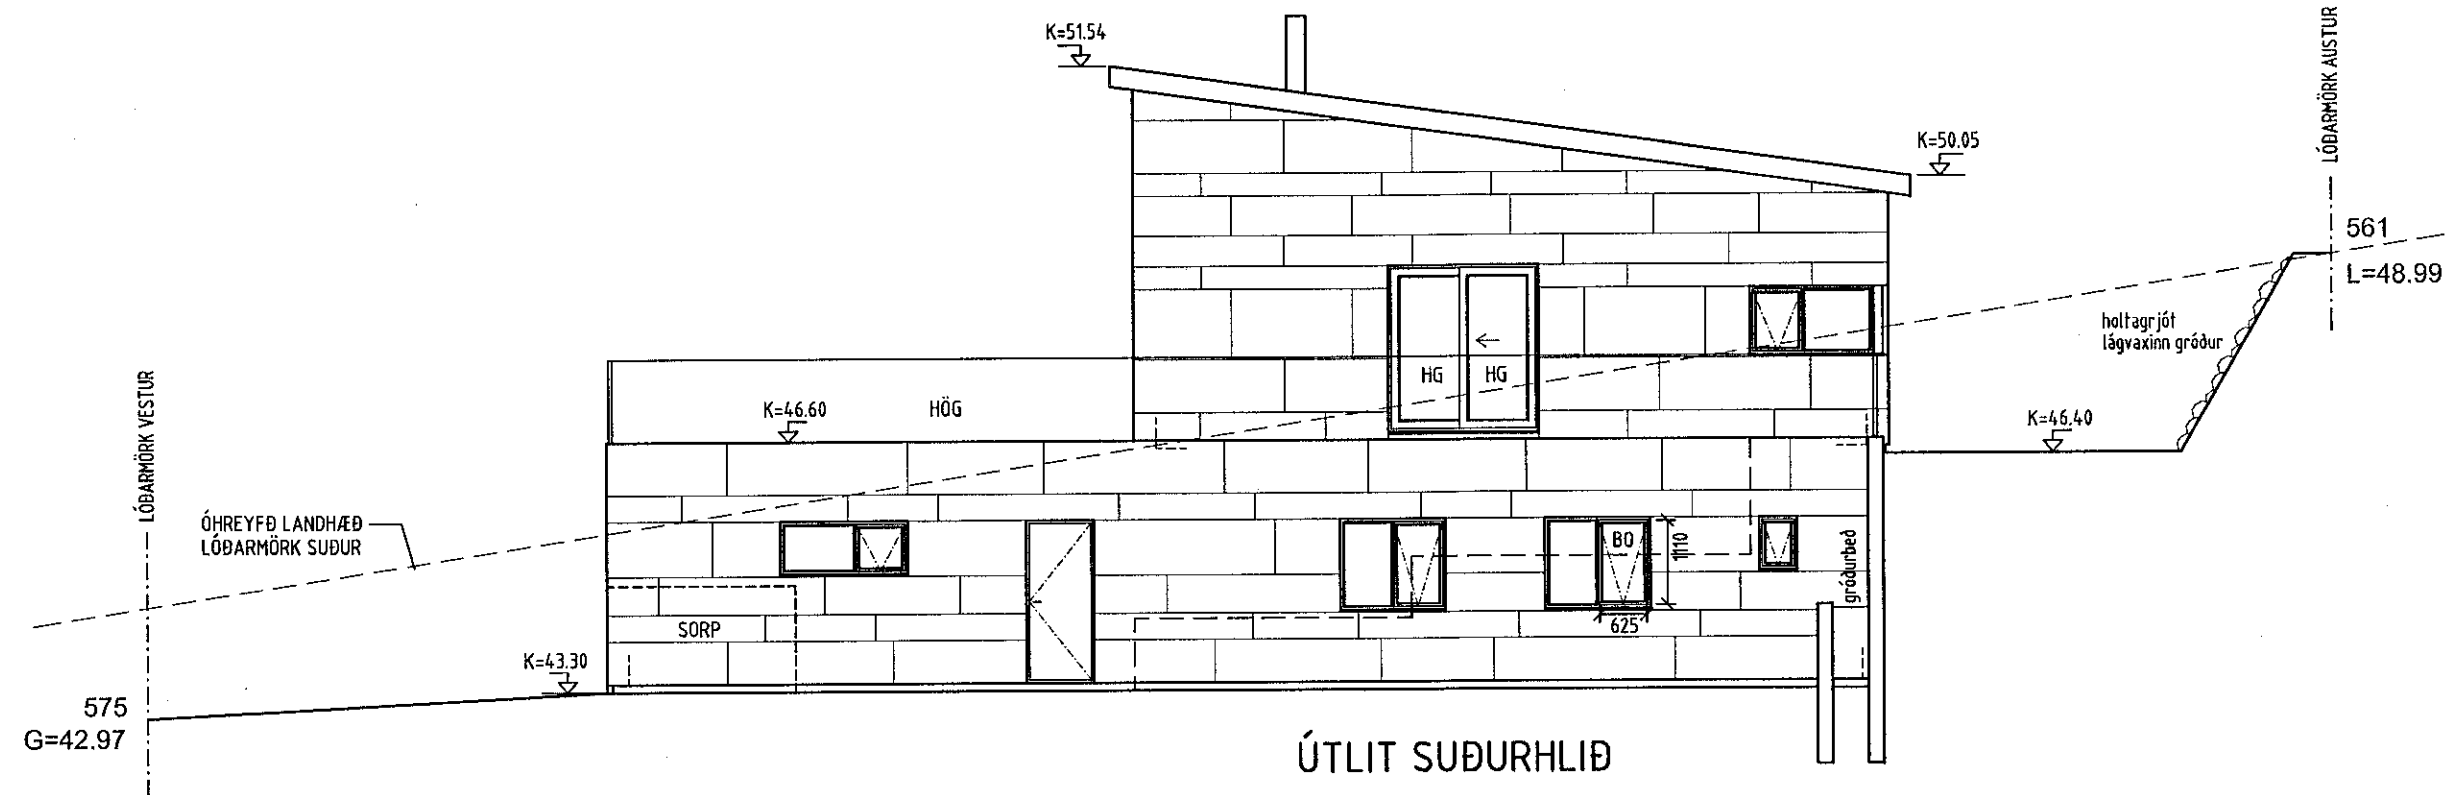 K=51.54
LÓÐARMÖRK AUSTUR
K=50.05
561
L=48.99
holtagrjót
lágvaxinn gróður
LÓÐARMÖRK VESTUR
HG
HG
K=46.60
HÖG
K=46.40
ÓHREYFÐ LANDHÆÐ
LÓÐARMÖRK SUÐUR
BO
1110
gróðurbeð
625
SORP
K=43.30
575
G=42.97
ÚTLIT SUÐURHLIÐ